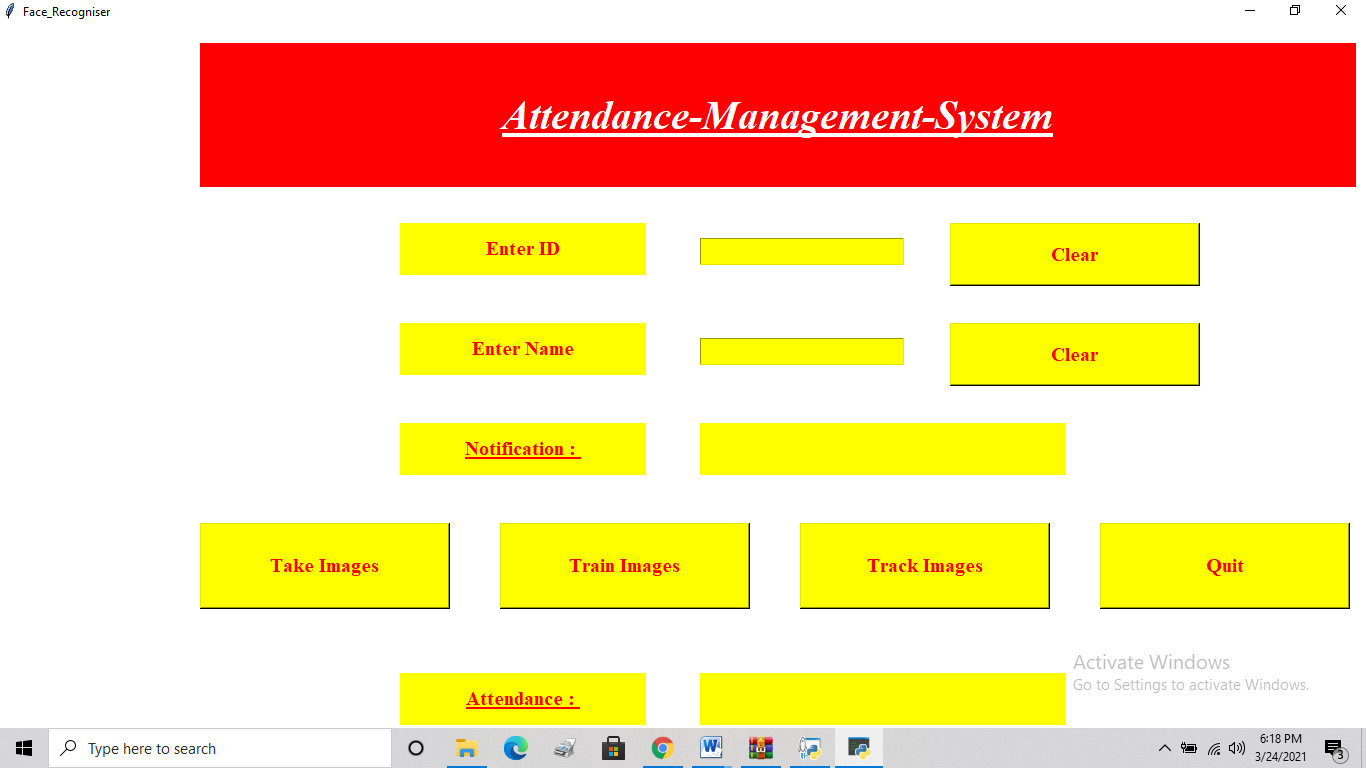 Face_Recogniser
Attendance-Management-System
Enter ID
Clear
Enter Name
Clear
Notification :
Take Images
Train Images
Track Images
Quit
Activate Windows
Go to Settings to activate Windows.
Attendance :
Type here to search
6:18 PM
3/24/2021
3